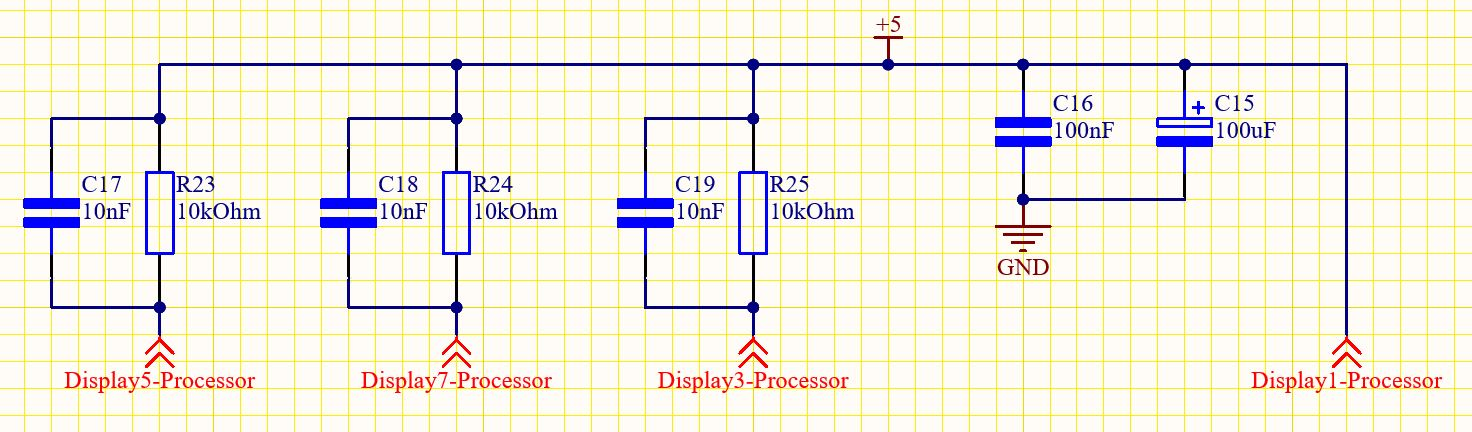 +5
C16
100nF
+
C15
100uF
C17
10nF
R23
10kOhm
C18
10nF
R24
10kOhm
C19
10nF
R25
10kOhm
GND
Display5-Processor
Display7-Processor
Display3-Processor
Display1-Processor